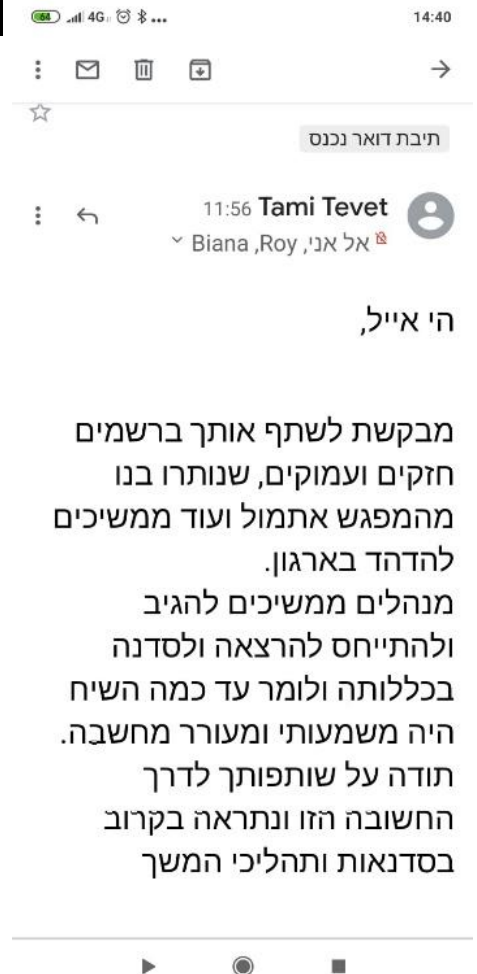 64 4G ... 14:40
תיבת דואר נכנס
Tami Tevet 11:56
אל אני, Roy, Biana
הי אייל,
מבקשת לשתף אותך ברשמים
חזקים ועמוקים, שנותרו בנו
מהמפגש אתמול ועוד ממשיכים
להדהד בארגון.
מנהלים ממשיכים להגיב
ולהתייחס להרצאה ולסדנה
בכללותה ולומר עד כמה השיח
היה משמעותי ומעורר מחשבה.
תודה על שותפותך לדרך
החשובה הזו ונתראה בקרוב
בסדנאות ותהליכי המשך